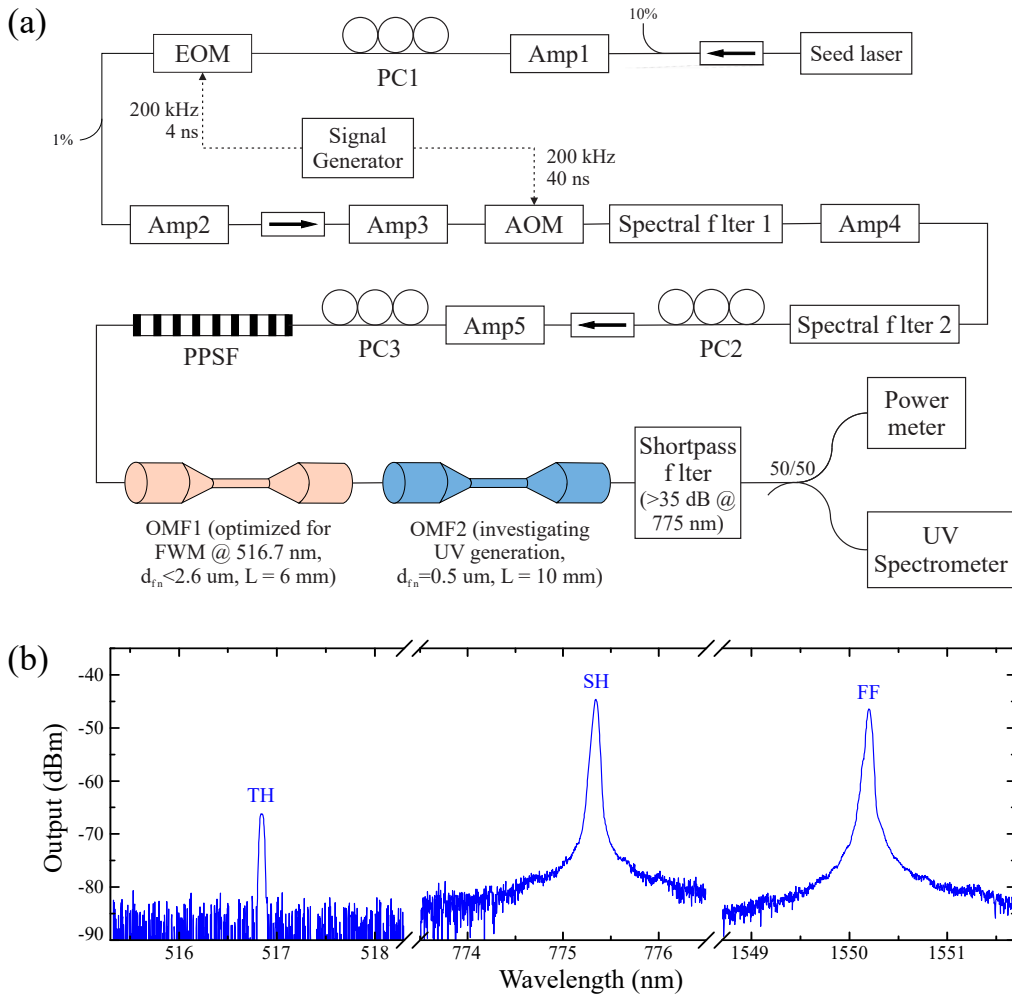 (a)
10%
EOM
PC1
Amp1
Seed laser
200 kHz
4 ns
1%
Signal
Generator
200 kHz
40 ns
Amp2
Amp3
AOM
Spectral f lter 1
Amp4
PPSF
PC3
Amp5
PC2
Spectral f lter 2
OMF1 (optimized for
FWM @ 516.7 nm,
dfn<2.6 um, L = 6 mm)
OMF2 (investigating
UV generation,
dfn=0.5 um, L = 10 mm)
Shortpass
f lter
(>35 dB @
775 nm)
50/50
Power
meter
UV
Spectrometer
(b)
Output (dBm)
-40
-50
-60
-70
-80
-90
TH
SH
FF
516
517
518
774
775
776
1549
1550
1551
Wavelength (nm)